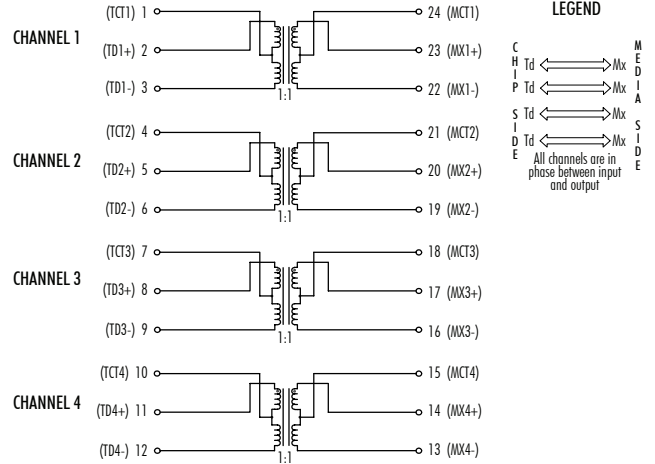 CHANNEL 1
(TCT1) 1
(TD1+) 2
(TD1-) 3
1:1
24 (MCT1)
23 (MX1+)
22 (MX1-)
CHANNEL 2
(TCT2) 4
(TD2+) 5
(TD2-) 6
1:1
21 (MCT2)
20 (MX2+)
19 (MX2-)
CHANNEL 3
(TCT3) 7
(TD3+) 8
(TD3-) 9
1:1
18 (MCT3)
17 (MX3+)
16 (MX3-)
CHANNEL 4
(TCT4) 10
(TD4+) 11
(TD4-) 12
1:1
15 (MCT4)
14 (MX4+)
13 (MX4-)
LEGEND
CHIP SIDE
Td Mx
Td Mx
Td Mx
Td Mx
MEDIA SIDE
All channels are in
phase between input
and output